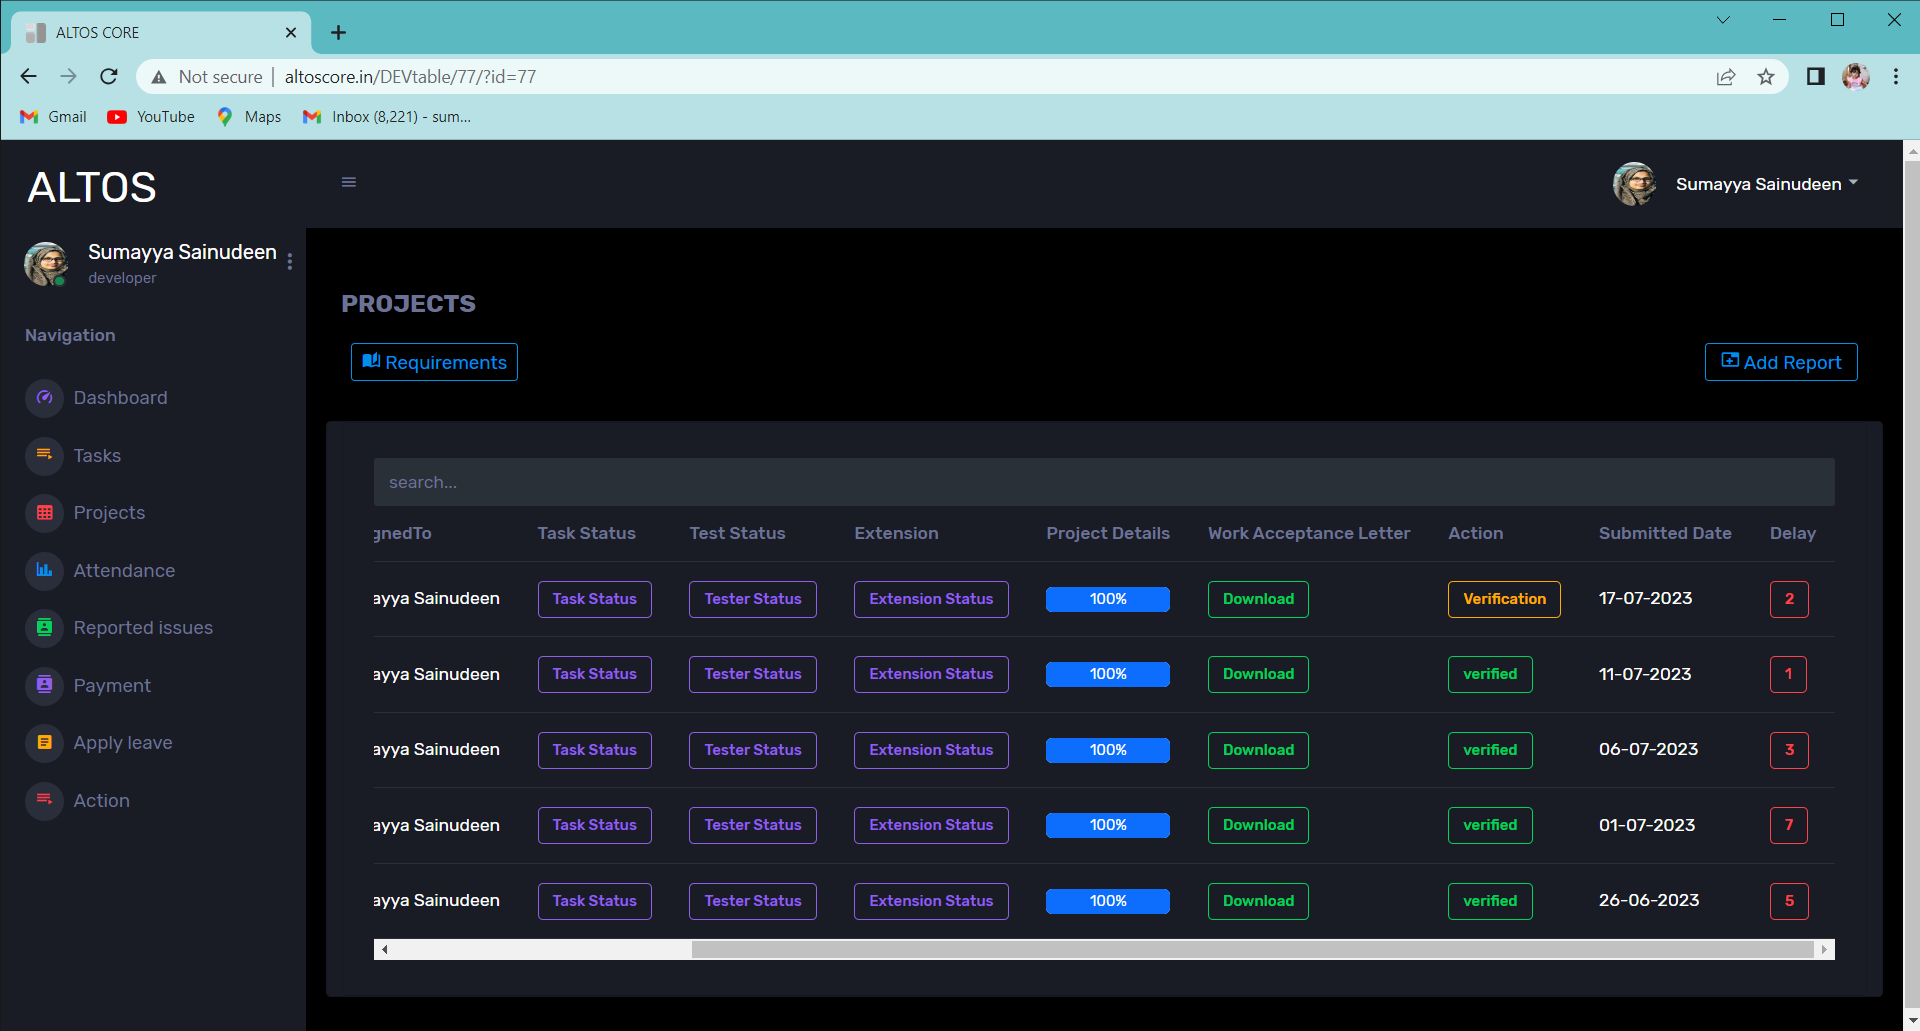 ALTOS CORE
Not secure | altoscore.in/DEVtable/77/?id=77
Gmail YouTube Maps Inbox (8,221) - sum...
ALTOS
Sumayya Sainudeen
Sumayya Sainudeen
developer
Navigation
Dashboard
Tasks
Projects
Attendance
Reported issues
Payment
Apply leave
Action
PROJECTS
Requirements Add Report
search...
gnedTo Task Status Test Status Extension Project Details Work Acceptance Letter Action Submitted Date Delay
ayya Sainudeen Task Status Tester Status Extension Status 100% Download Verification 17-07-2023 2
ayya Sainudeen Task Status Tester Status Extension Status 100% Download verified 11-07-2023 1
ayya Sainudeen Task Status Tester Status Extension Status 100% Download verified 06-07-2023 3
ayya Sainudeen Task Status Tester Status Extension Status 100% Download verified 01-07-2023 7
ayya Sainudeen Task Status Tester Status Extension Status 100% Download verified 26-06-2023 5